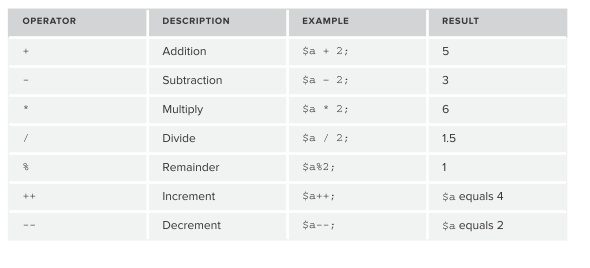 OPERATOR DESCRIPTION EXAMPLE RESULT
+ Addition $a + 2; 5
- Subtraction $a - 2; 3
* Multiply $a * 2; 6
/ Divide $a / 2; 1.5
% Remainder $a%2; 1
++ Increment $a++; $a equals 4
-- Decrement $a--; $a equals 2